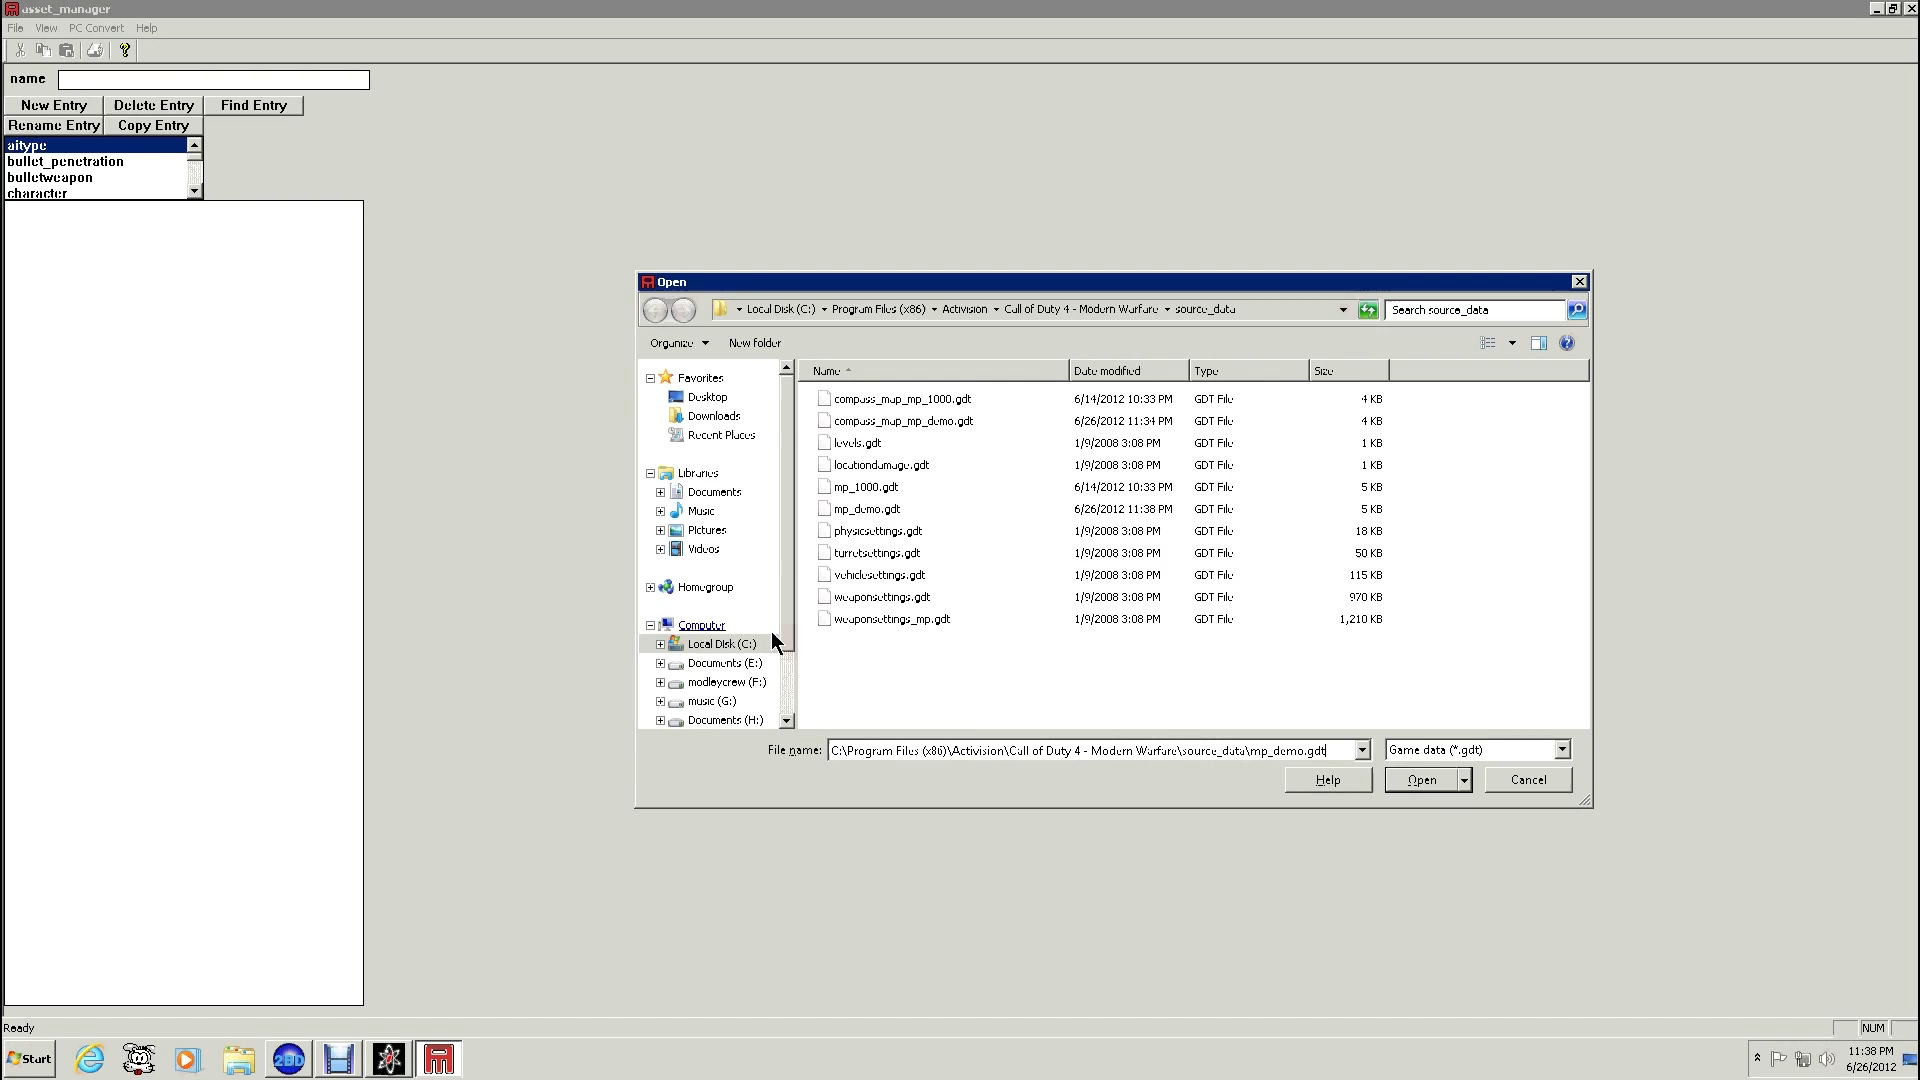 asset_manager
File View PC Convert Help
name
New Entry Delete Entry Find Entry
Rename Entry Copy Entry
aitype
bullet_penetration
bulletweapon
character
Open
Local Disk (C:) Program Files (x86) Activision Call of Duty 4 - Modern Warfare source_data Search source_data
Organize New folder
Favorites
Desktop
Downloads
Recent Places
Libraries
Documents
Music
Pictures
Videos
Homegroup
Computer
Local Disk (C:)
Documents (E:)
modleycrew (F:)
music (G:)
Documents (H:)
Name Date modified Type Size
compass_map_mp_1000.gdt 6/14/2012 10:33 PM GDT File 4 KB
compass_map_mp_demo.gdt 6/26/2012 11:34 PM GDT File 4 KB
levels.gdt 1/9/2008 3:08 PM GDT File 1 KB
locationdamage.gdt 1/9/2008 3:08 PM GDT File 1 KB
mp_1000.gdt 6/14/2012 10:33 PM GDT File 5 KB
mp_demo.gdt 6/26/2012 11:38 PM GDT File 5 KB
physicsettings.gdt 1/9/2008 3:08 PM GDT File 18 KB
turretsettings.gdt 1/9/2008 3:08 PM GDT File 50 KB
vehiclesettings.gdt 1/9/2008 3:08 PM GDT File 115 KB
weaponsettings.gdt 1/9/2008 3:08 PM GDT File 970 KB
weaponsettings_mp.gdt 1/9/2008 3:08 PM GDT File 1,210 KB
File name: C:\Program Files (x86)\Activision\Call of Duty 4 - Modern Warfare\source_data\mp_demo.gdt Game data (*.gdt)
Help Open Cancel
Ready NUM
Start 2BD 11:38 PM
6/26/2012